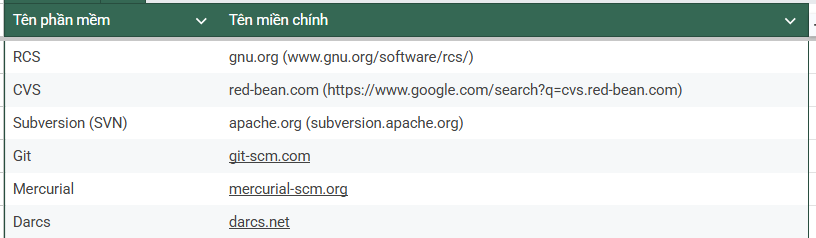 Tên phần mềm Tên miền chính
RCS gnu.org (www.gnu.org/software/rcs/)
CVS red-bean.com (https://www.google.com/search?q=cvs.red-bean.com)
Subversion (SVN) apache.org (subversion.apache.org)
Git git-scm.com
Mercurial mercurial-scm.org
Darcs darcs.net